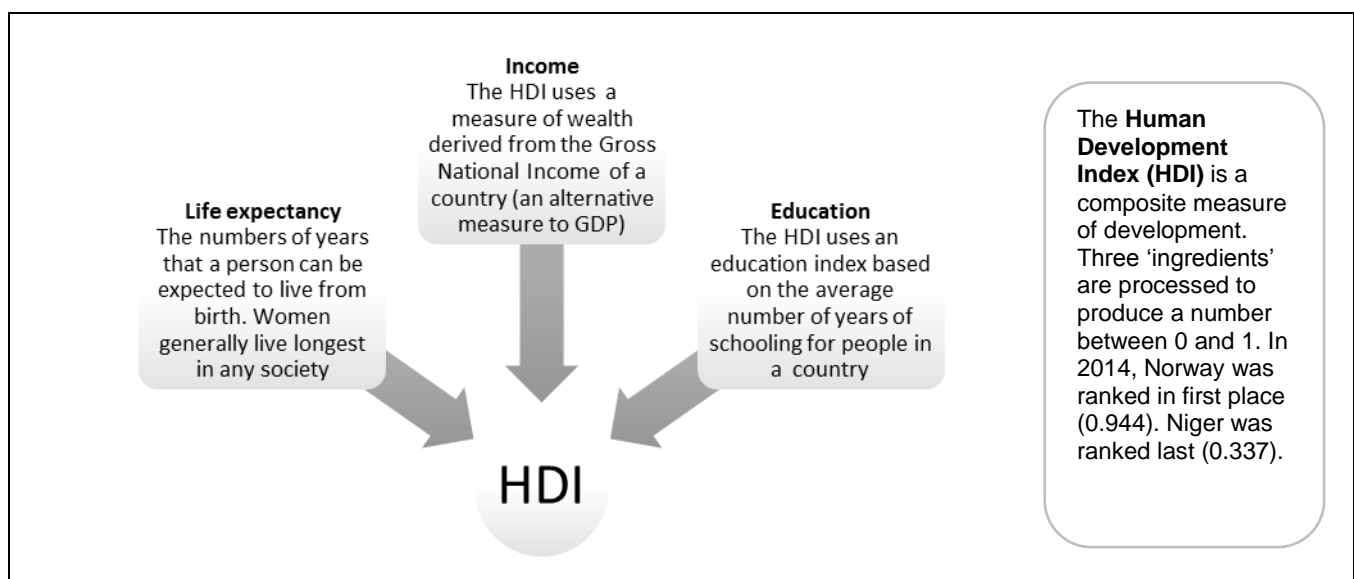 Income
The HDI uses a
measure of wealth
derived from the Gross
National Income of a
country (an alternative
measure to GDP)
Life expectancy
The numbers of years
that a person can be
expected to live from
birth. Women
generally live longest
in any society
Education
The HDI uses an
education index based
on the average
number of years of
schooling for people in
a country
HDI
The Human
Development
Index (HDI) is a
composite measure
of development.
Three ‘ingredients’
are processed to
produce a number
between 0 and 1. In
2014, Norway was
ranked in first place
(0.944). Niger was
ranked last (0.337).